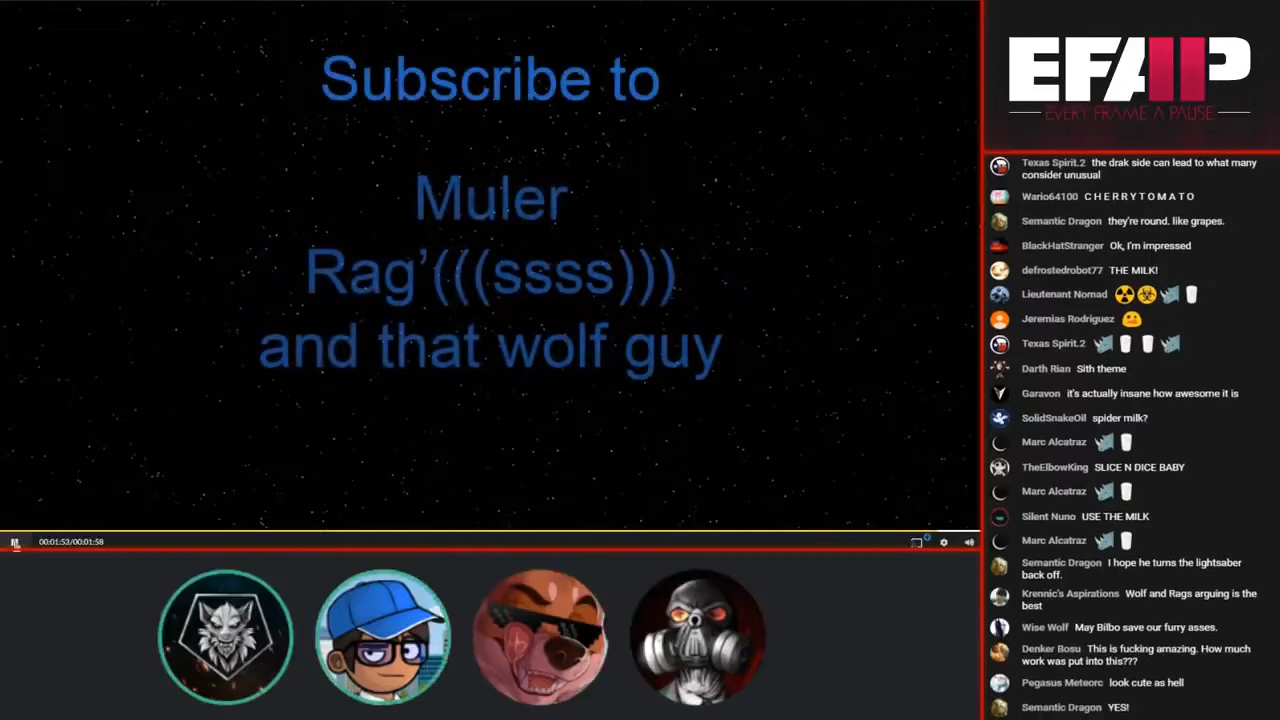 Subscribe to
Muler
Rag’(((ssss)))
and that wolf guy
00:01:53/00:01:58
EFAP
EVERY FRAME A PAUSE
Texas Spirit.2 the drak side can lead to what many
consider unusual
Wario64100 C H E R R Y T O M A T O
Semantic Dragon they're round. like grapes.
BlackHatStranger Ok, I'm impressed
defrostedrobot77 THE MILK!
Lieutenant Nomad
Jeremias Rodriguez
Texas Spirit.2
Darth Rian Sith theme
Garavon it's actually insane how awesome it is
SolidSnakeOil spider milk?
Marc Alcatraz
TheElbowKing SLICE N DICE BABY
Marc Alcatraz
Silent Nuno USE THE MILK
Marc Alcatraz
Semantic Dragon I hope he turns the lightsaber
back off.
Krennic's Aspirations Wolf and Rags arguing is the
best
Wise Wolf May Bilbo save our furry asses.
Denker Bosu This is fucking amazing. How much
work was put into this???
Pegasus Meteorc look cute as hell
Semantic Dragon YES!